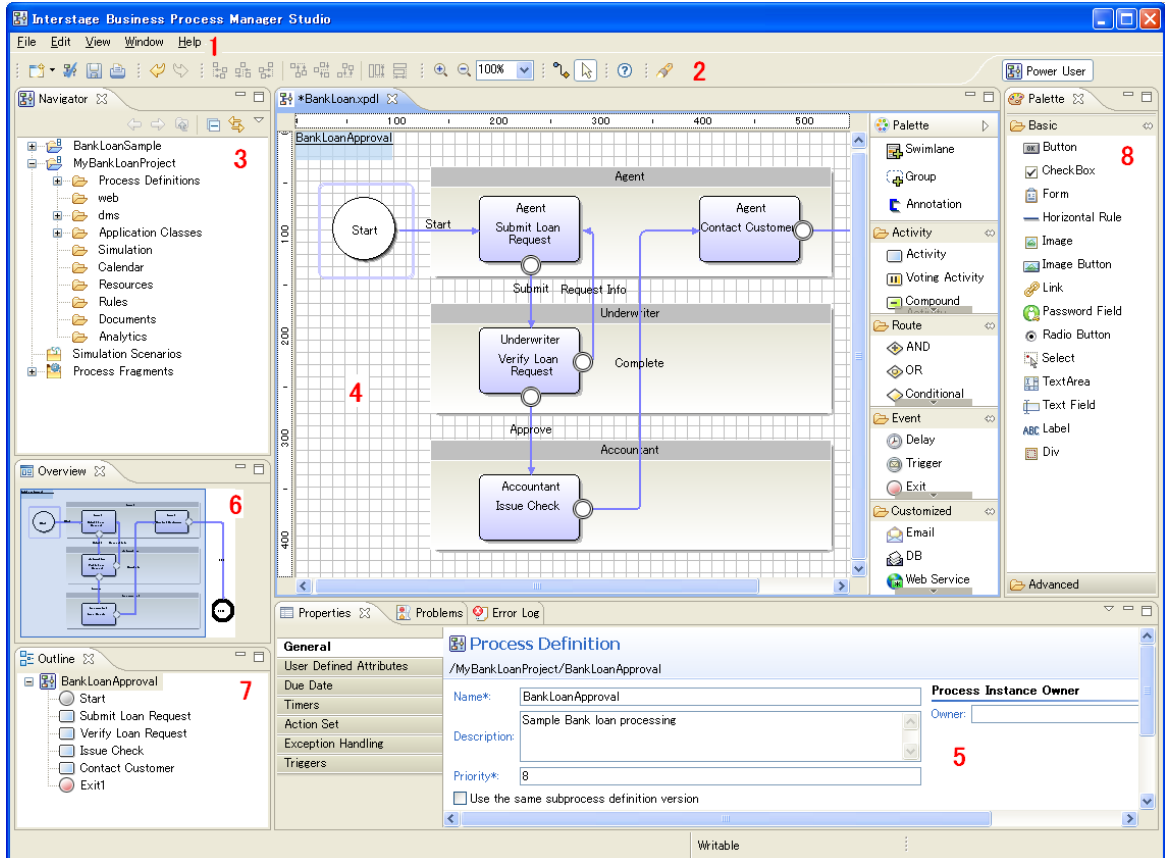 Interstage Business Process Manager Studio
File Edit View Window Help
1
100%
2
Power User
Navigator
3
BankLoanSample
MyBankLoanProject
Process Definitions
web
dms
Application Classes
Simulation
Calendar
Resources
Rules
Documents
Analytics
Simulation Scenarios
Process Fragments
*BankLoan.xpdl
100 200 300 400 500
0
100
200
300
400
BankLoanApproval
Agent
Start
Start
Agent
Submit Loan
Request
Agent
Contact Customer
Submit Request Info
Underwriter
Underwriter
Verify Loan
Request
Complete
4
Approve
Accountant
Accountant
Issue Check
Palette
Swimlane
Group
Annotation
Activity
Activity
Voting Activity
Compound
Route
AND
OR
Conditional
Event
Delay
Trigger
Exit
Customized
Email
DB
Web Service
Palette
Basic
Button
8
CheckBox
Form
Horizontal Rule
Image
Image Button
Link
Password Field
Radio Button
Select
TextArea
Text Field
ABC Label
Div
Advanced
Overview
6
Outline
7
BankLoanApproval
Start
Submit Loan Request
Verify Loan Request
Issue Check
Contact Customer
Exit1
Properties Problems Error Log
General
User Defined Attributes
Due Date
Timers
Action Set
Exception Handling
Triggers
Process Definition
/MyBankLoanProject/BankLoanApproval
Name*: BankLoanApproval
Description: Sample Bank loan processing
Priority*: 8
Use the same subprocess definition version
Process Instance Owner
Owner:
5
Writable